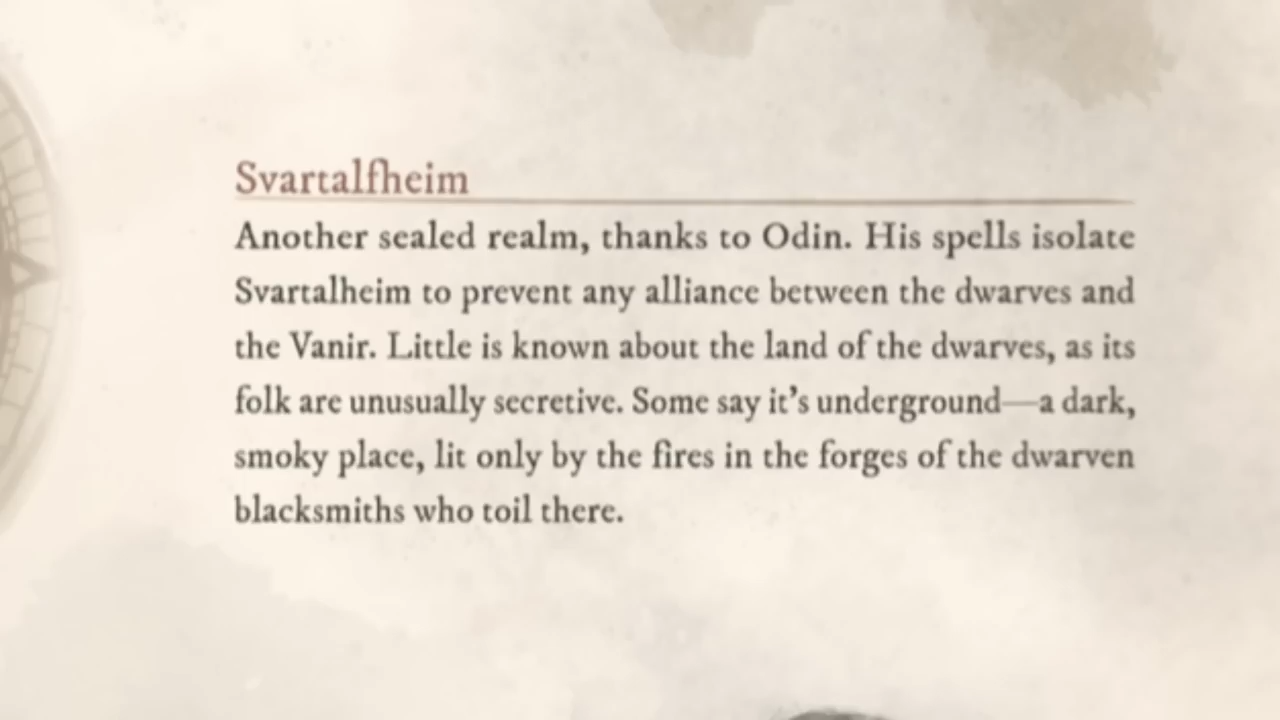 Svartalfheim
Another sealed realm, thanks to Odin. His spells isolate
Svartalheim to prevent any alliance between the dwarves and
the Vanir. Little is known about the land of the dwarves, as its
folk are unusually secretive. Some say it's underground—a dark,
smoky place, lit only by the fires in the forges of the dwarven
blacksmiths who toil there.